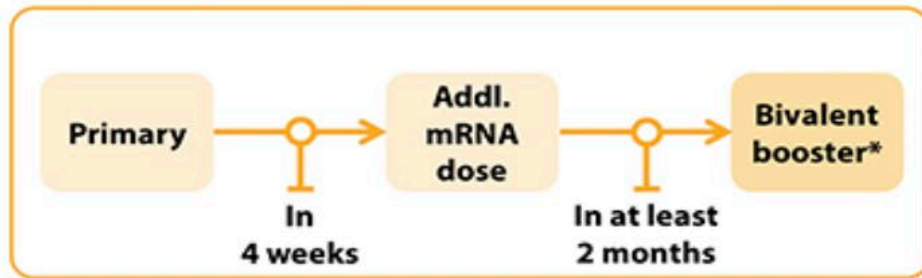 Primary
In
4 weeks
Addl.
mRNA
dose
In at least
2 months
Bivalent
booster*